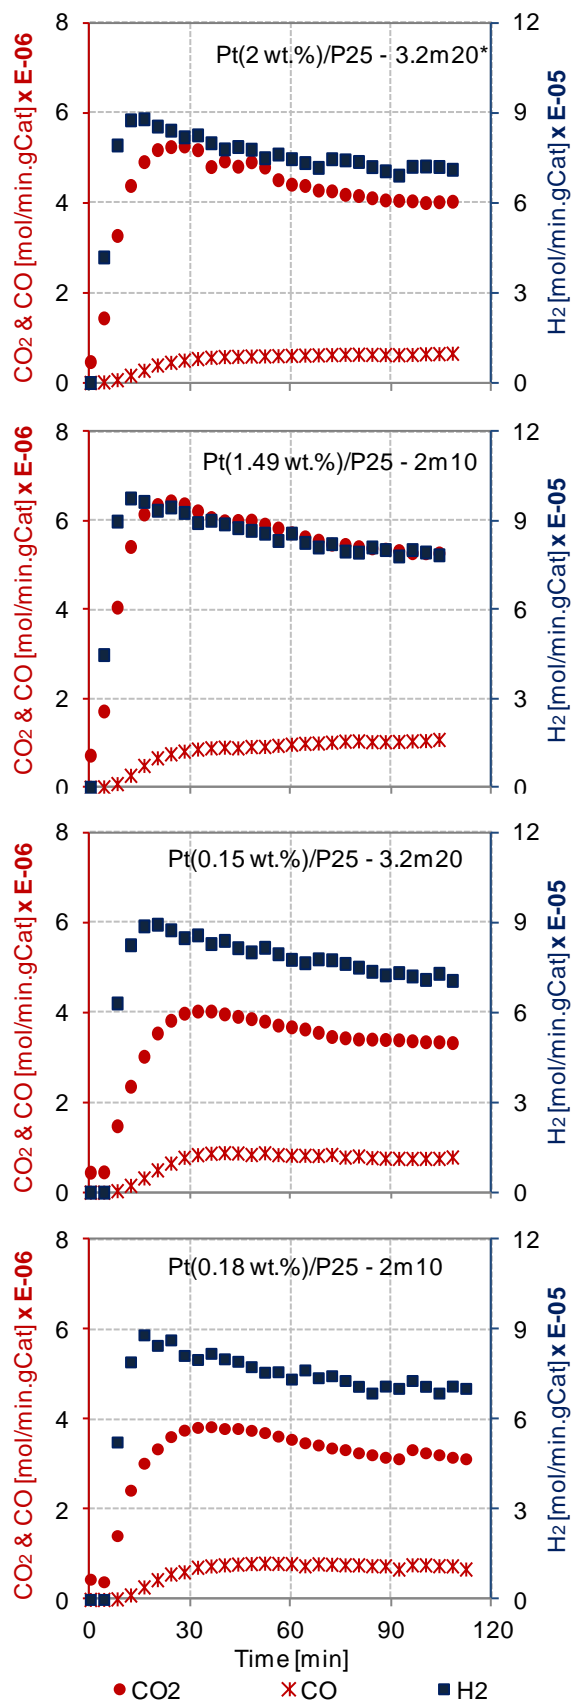 Pt(2 wt.%)/P25 - 3.2m20*
CO2 & CO [mol/min.gCat] x E-06
8
6
4
2
0
12
9
6
3
0
H2 [mol/min.gCat] x E-05
Pt(1.49 wt.%)/P25 - 2m10
CO2 & CO [mol/min.gCat] x E-06
8
6
4
2
0
12
9
6
3
0
H2 [mol/min.gCat] x E-05
Pt(0.15 wt.%)/P25 - 3.2m20
CO2 & CO [mol/min.gCat] x E-06
8
6
4
2
0
12
9
6
3
0
H2 [mol/min.gCat] x E-05
Pt(0.18 wt.%)/P25 - 2m10
CO2 & CO [mol/min.gCat] x E-06
8
6
4
2
0
12
9
6
3
0
H2 [mol/min.gCat] x E-05
0 30 60 90 120
Time [min]
CO2 CO H2